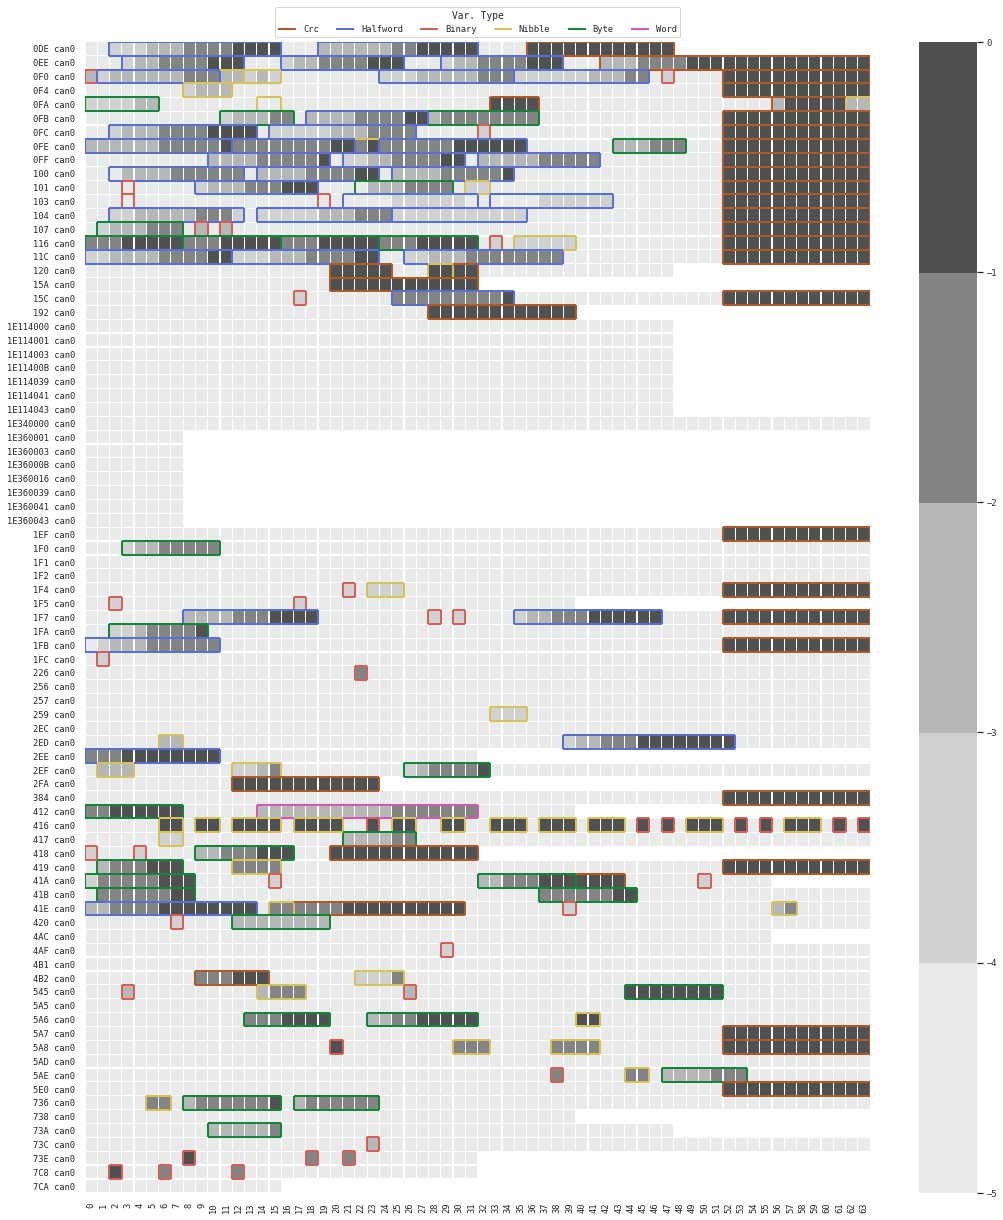 Var. Type
Crc Halfword Binary Nibble Byte Word
0DE can0
0EE can0
0F0 can0
0F4 can0
0FA can0
0FB can0
0FC can0
0FE can0
0FF can0
100 can0
101 can0
103 can0
104 can0
107 can0
116 can0
11C can0
120 can0
15A can0
15C can0
192 can0
1E114000 can0
1E114001 can0
1E114003 can0
1E11400B can0
1E114039 can0
1E114041 can0
1E114043 can0
1E340000 can0
1E360001 can0
1E360003 can0
1E36000B can0
1E360016 can0
1E360039 can0
1E360041 can0
1E360043 can0
1EF can0
1F0 can0
1F1 can0
1F2 can0
1F4 can0
1F5 can0
1F7 can0
1FA can0
1FB can0
1FC can0
226 can0
256 can0
257 can0
259 can0
2EC can0
2ED can0
2EE can0
2EF can0
2FA can0
384 can0
412 can0
416 can0
417 can0
418 can0
419 can0
41A can0
41B can0
41E can0
420 can0
4AC can0
4AF can0
4B1 can0
4B2 can0
545 can0
5A5 can0
5A6 can0
5A7 can0
5A8 can0
5AD can0
5AE can0
5E0 can0
736 can0
738 can0
73A can0
73C can0
73E can0
7C8 can0
7CA can0
0 1 2 3 4 5 6 7 8 9 10 11 12 13 14 15 16 17 18 19 20 21 22 23 24 25 26 27 28 29 30 31 32 33 34 35 36 37 38 39 40 41 42 43 44 45 46 47 48 49 50 51 52 53 54 55 56 57 58 59 60 61 62 63
0
−1
−2
−3
−4
−5